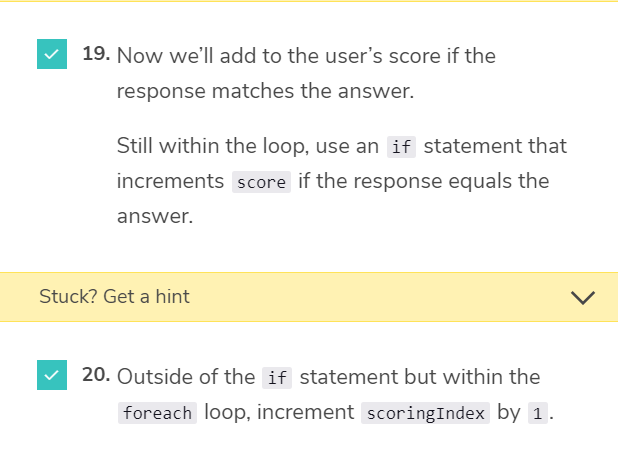 19. Now we’ll add to the user’s score if the
response matches the answer.
Still within the loop, use an if statement that
increments score if the response equals the
answer.
Stuck? Get a hint
20. Outside of the if statement but within the
foreach loop, increment scoringIndex by 1.